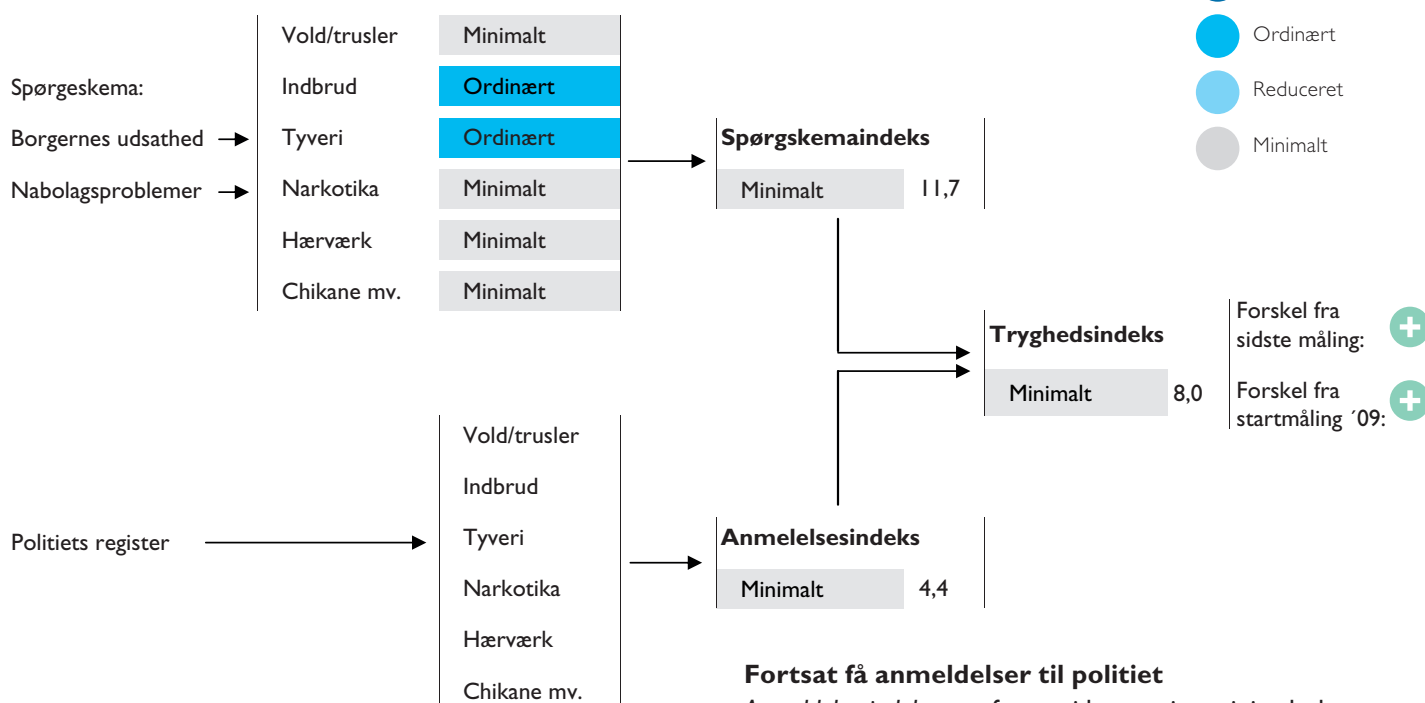 Ordinært
Reduceret
Minimalt
Spørgeskema:
Borgernes udsathed
Nabolagsproblemer
Vold/trusler Minimalt
Indbrud Ordinært
Tyveri Ordinært
Narkotika Minimalt
Hærværk Minimalt
Chikane mv. Minimalt
Spørgskemaindeks
Minimalt 11,7
Tryghedsindeks
Minimalt 8,0
Forskel fra
sidste måling:
Forskel fra
startmåling ´09:
Politiets register
Vold/trusler
Indbrud
Tyveri
Narkotika
Hærværk
Chikane mv.
Anmelelsesindeks
Minimalt 4,4
Fortsat få anmeldelser til politiet